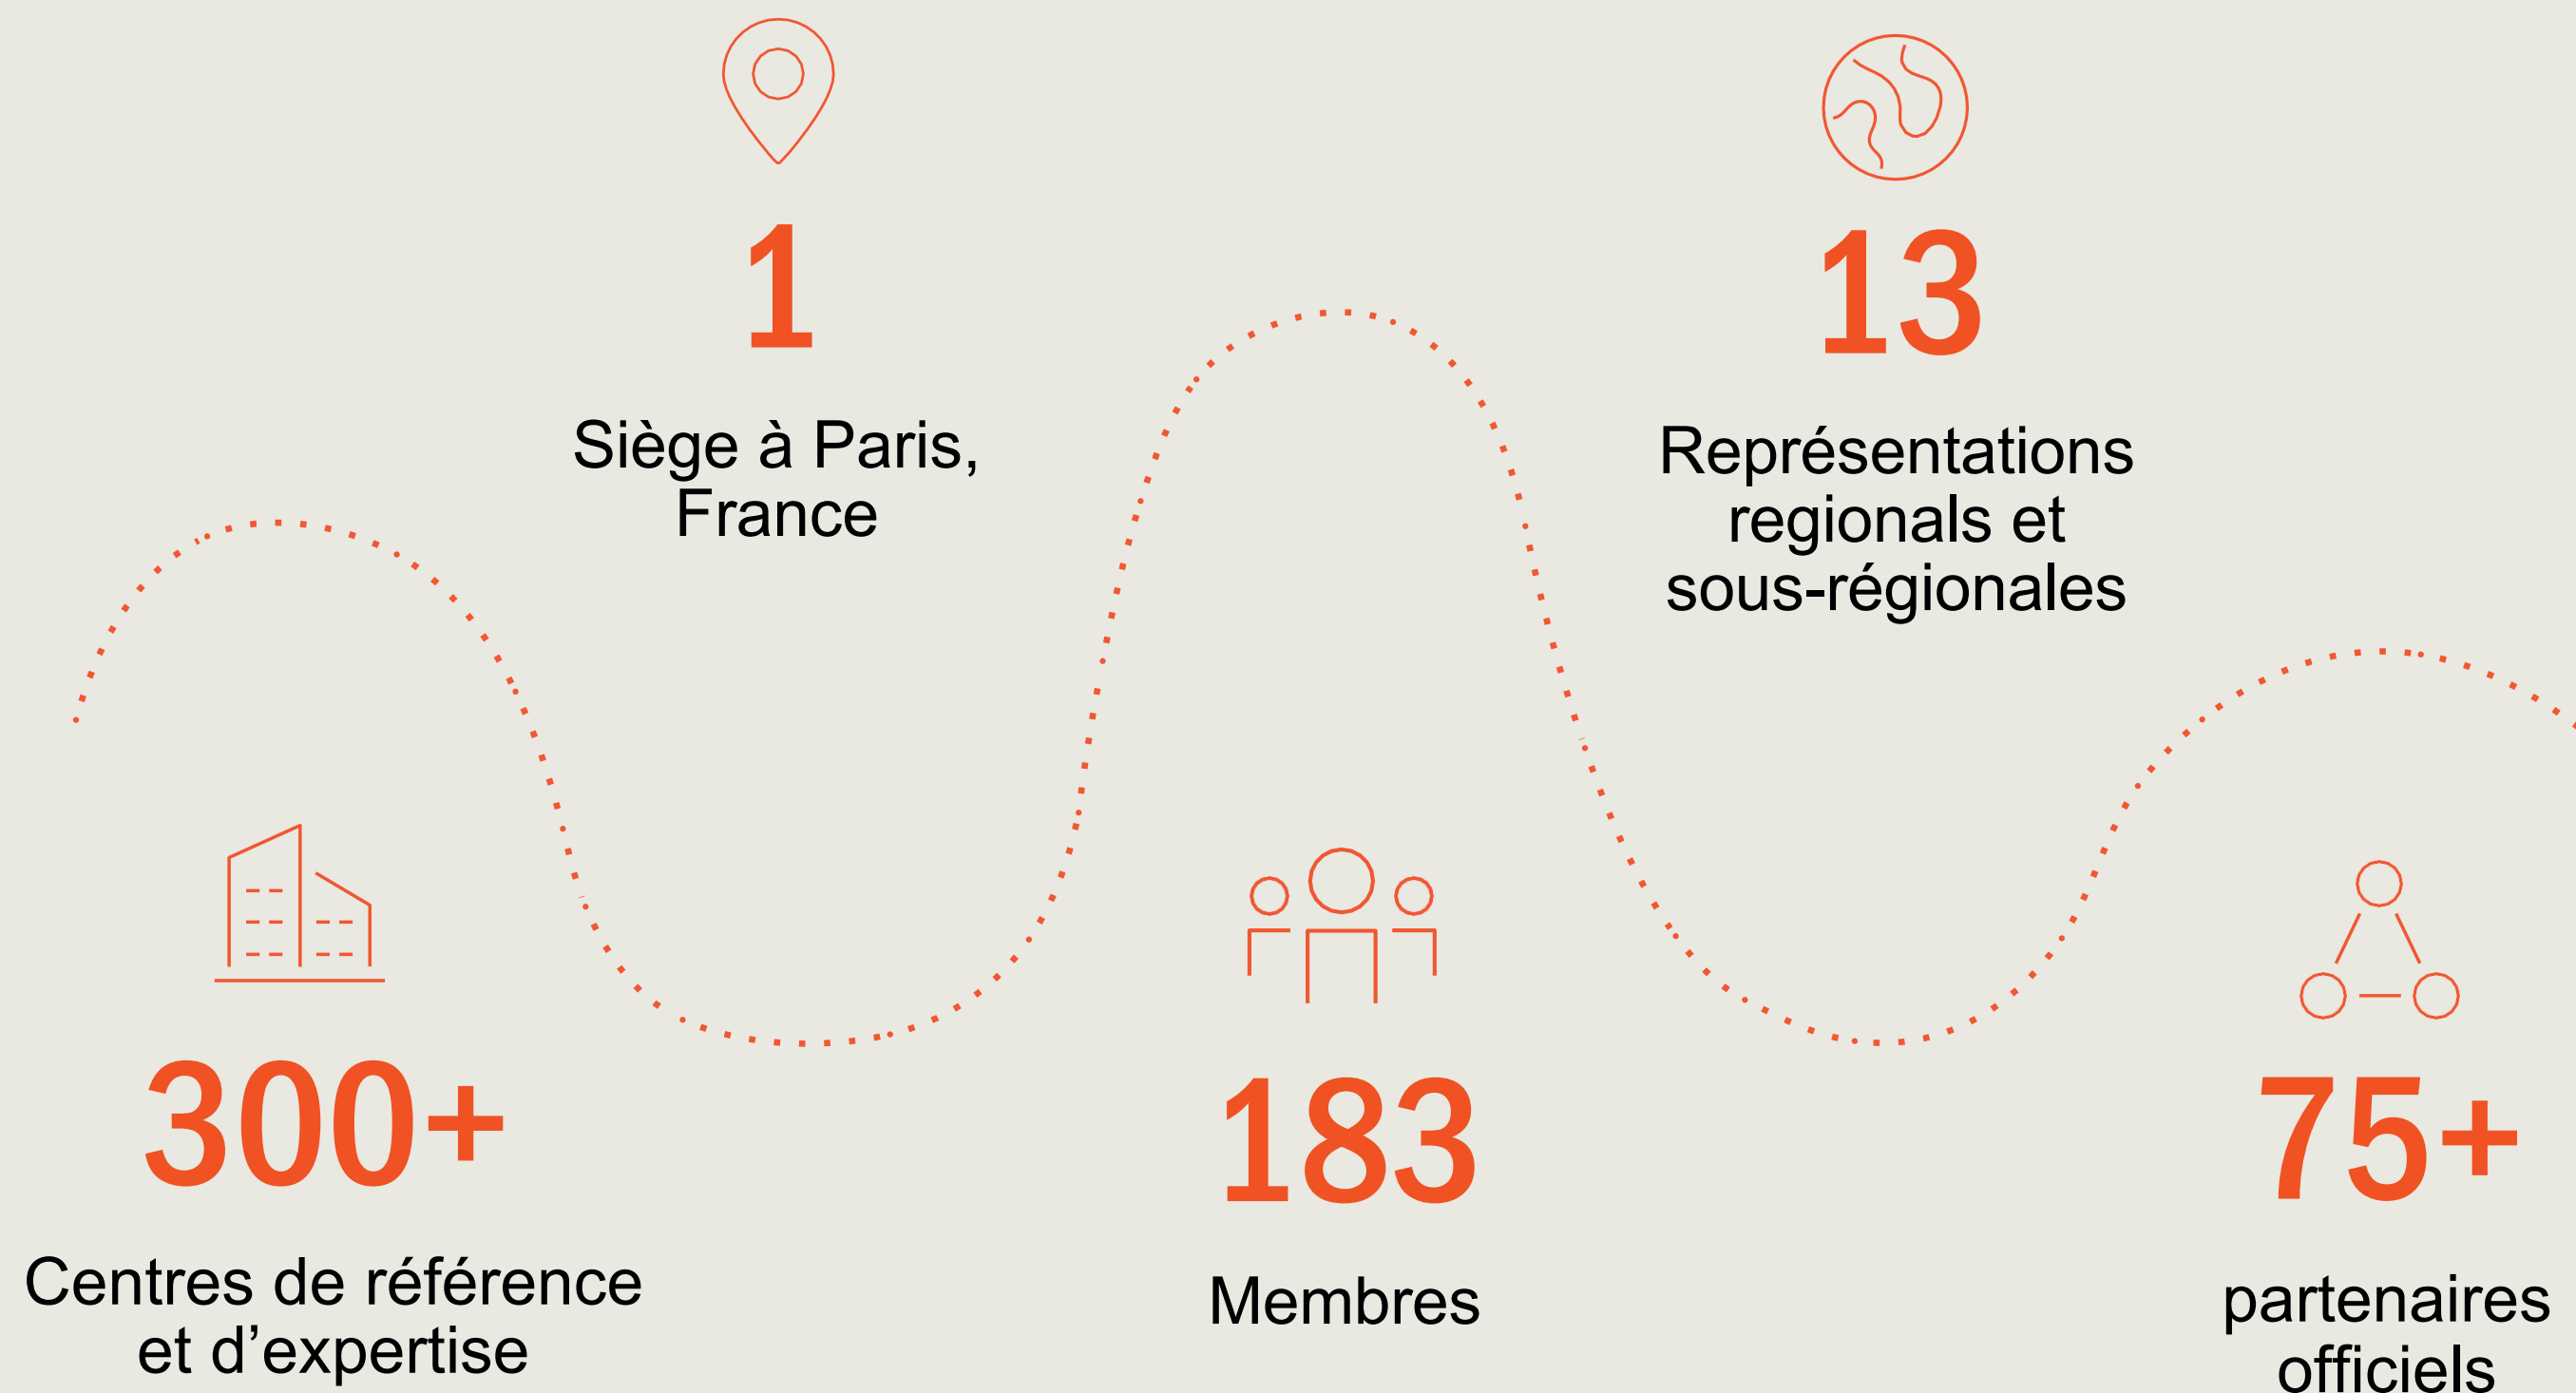 1
Siège à Paris,
France
13
Représentations
regionals et
sous-régionales
300+
Centres de référence
et d’expertise
183
Membres
75+
partenaires
officiels